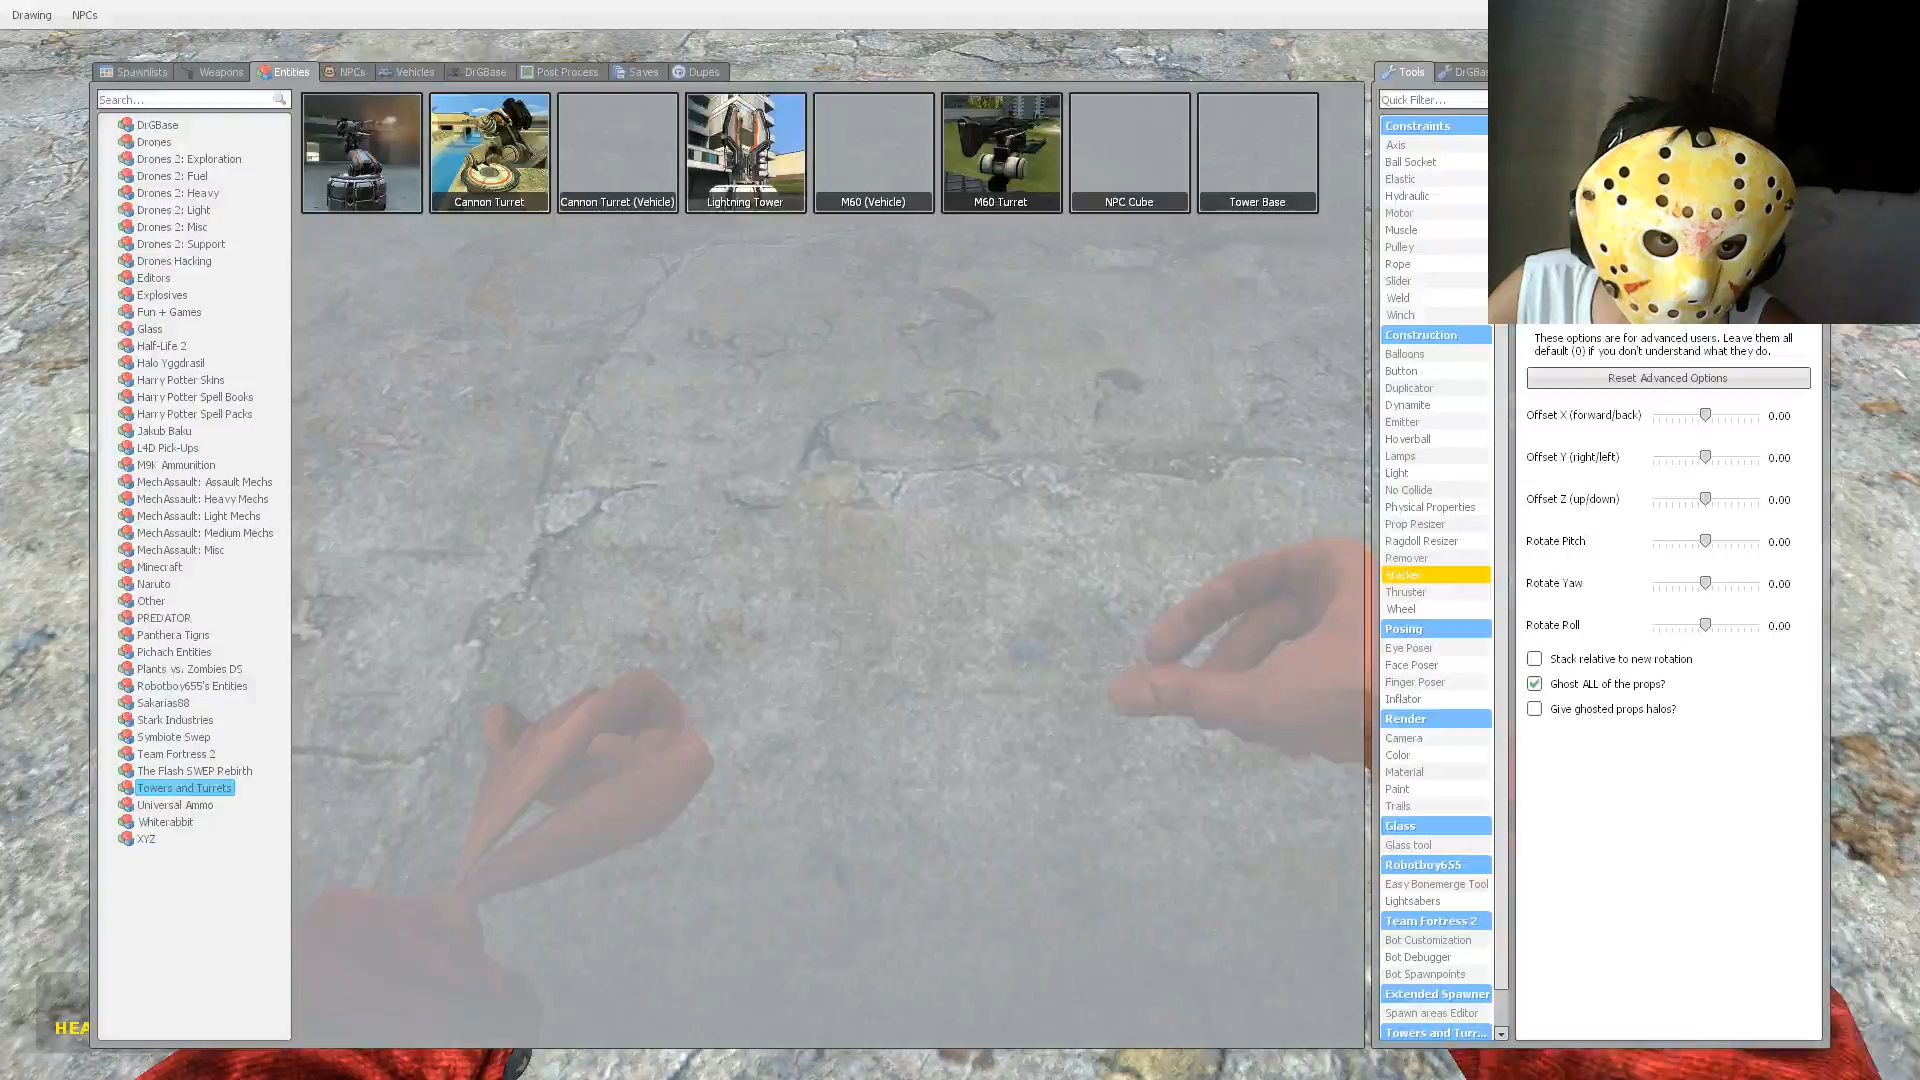 Drawing
NPCs
Spawnlists
Weapons
Entities
NPCs
Vehicles
DrGBase
Post Process
Saves
Dupes
Search...
DrGBase
Drones
Drones 2: Exploration
Drones 2: Fuel
Drones 2: Heavy
Drones 2: Light
Drones 2: Misc
Drones 2: Support
Drones Hacking
Editors
Explosives
Fun + Games
Glass
Half-Life 2
Halo Yggdrasil
Harry Potter Skins
Harry Potter Spell Books
Harry Potter Spell Packs
Jakub Baku
L4D Pick-Ups
M9K Ammunition
MechAssault: Assault Mechs
MechAssault: Heavy Mechs
MechAssault: Light Mechs
MechAssault: Medium Mechs
MechAssault: Misc
Minecraft
Naruto
Other
PREDATOR
Panthera Tigris
Pichach Entities
Plants vs. Zombies DS
Robotboy655's Entities
Sakarias88
Stark Industries
Symbiote Swep
Team Fortress 2
The Flash SWEP Rebirth
Towers and Turrets
Universal Ammo
Whiterabbit
XYZ
Cannon Turret
Cannon Turret (Vehicle)
Lightning Tower
M60 (Vehicle)
M60 Turret
NPC Cube
Tower Base
HEA
Tools
DrGBas
Quick Filter...
Constraints
Axis
Ball Socket
Elastic
Hydraulic
Motor
Muscle
Pulley
Rope
Slider
Weld
Winch
Construction
Balloons
Button
Duplicator
Dynamite
Emitter
Hoverball
Lamps
Light
No Collide
Physical Properties
Prop Resizer
Ragdoll Resizer
Remover
Stacker
Thruster
Wheel
Posing
Eye Poser
Face Poser
Finger Poser
Inflator
Render
Camera
Color
Material
Paint
Trails
Glass
Glass tool
Robotboy655
Easy Bonemerge Tool
Lightsabers
Team Fortress 2
Bot Customization
Bot Debugger
Bot Spawnpoints
Extended Spawner
Spawn areas Editor
Towers and Turr...
These options are for advanced users. Leave them all
default (0) if you don't understand what they do.
Reset Advanced Options
Offset X (forward/back) 0.00
Offset Y (right/left) 0.00
Offset Z (up/down) 0.00
Rotate Pitch 0.00
Rotate Yaw 0.00
Rotate Roll 0.00
Stack relative to new rotation
Ghost ALL of the props?
Give ghosted props halos?